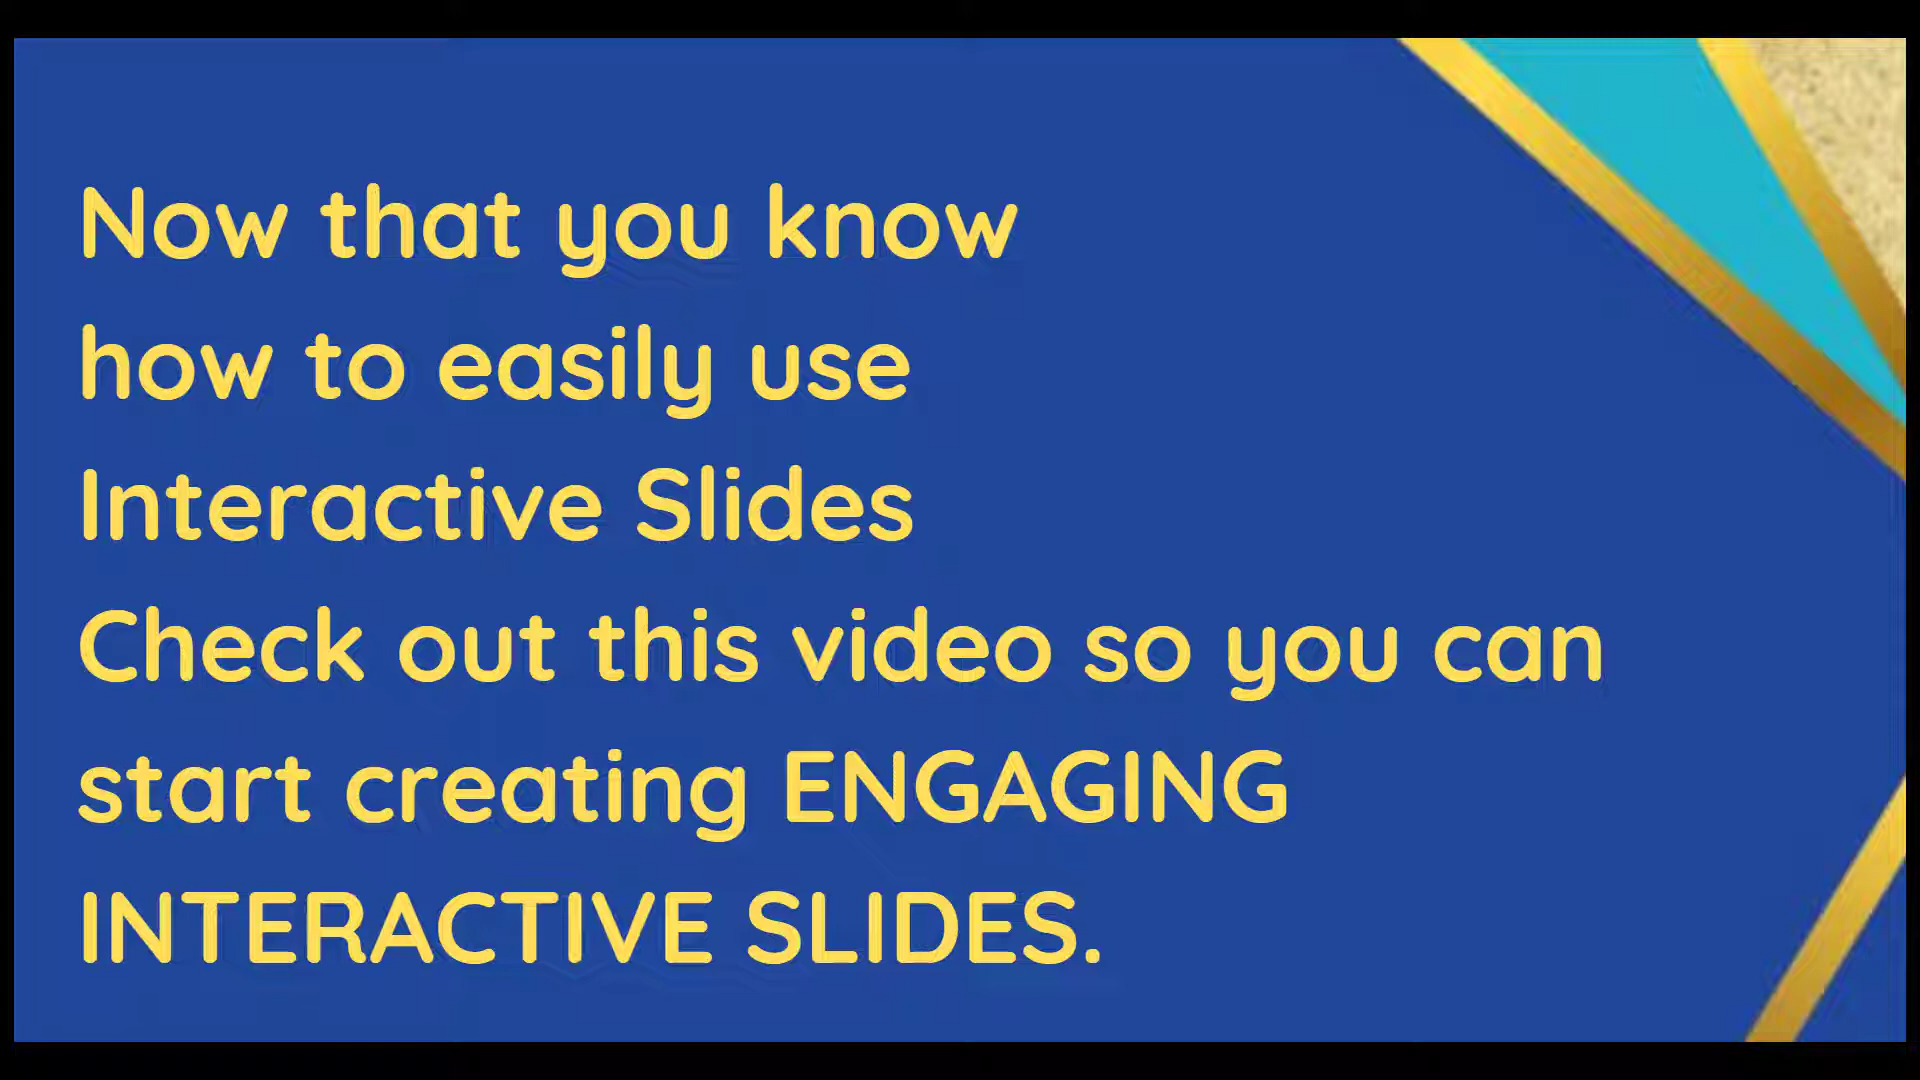 Now that you know
how to easily use
Interactive Slides
Check out this video so you can
start creating ENGAGING
INTERACTIVE SLIDES.